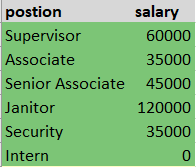 postion salary
Supervisor 60000
Associate 35000
Senior Associate 45000
Janitor 120000
Security 35000
Intern 0